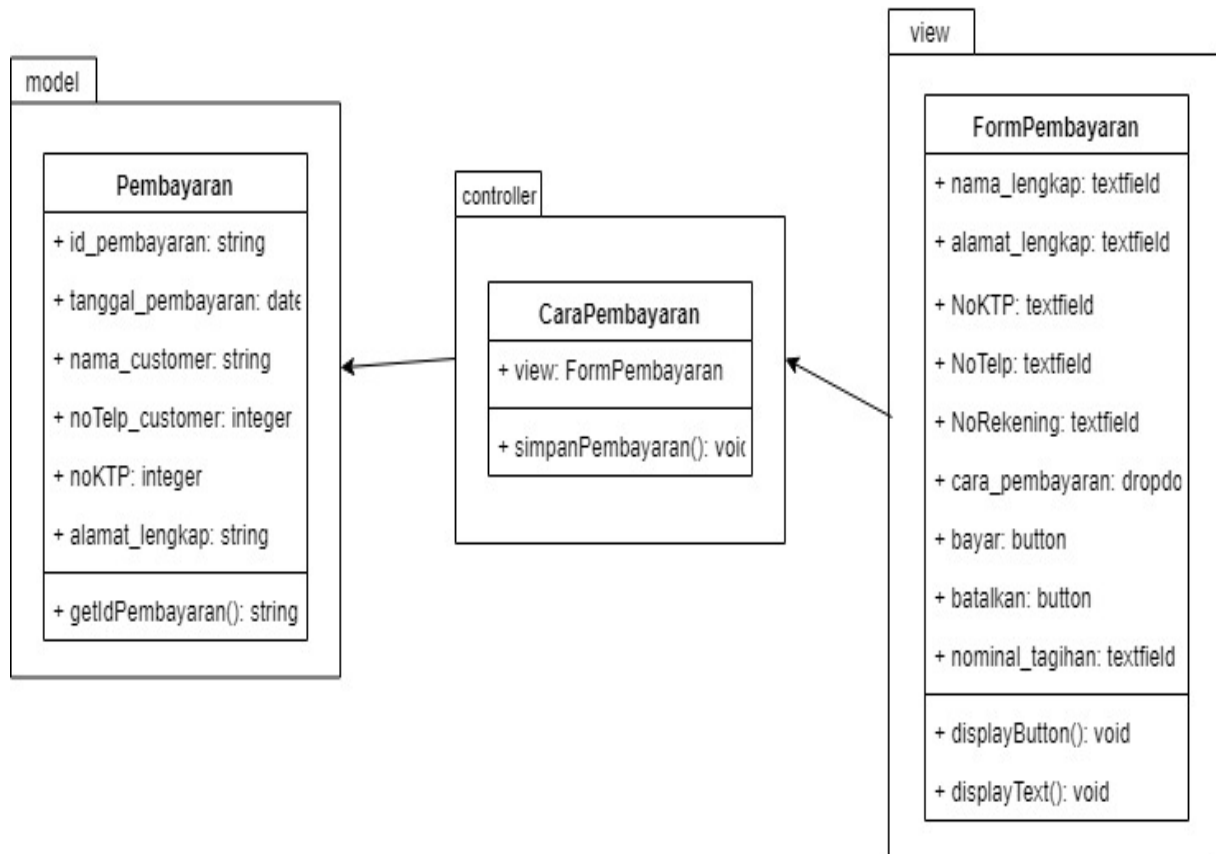 model
Pembayaran
+ id_pembayaran: string
+ tanggal_pembayaran: date
+ nama_customer: string
+ noTelp_customer: integer
+ noKTP: integer
+ alamat_lengkap: string
+ getIdPembayaran(): string
controller
CaraPembayaran
+ view: FormPembayaran
+ simpanPembayaran(): voic
view
FormPembayaran
+ nama_lengkap: textfield
+ alamat_lengkap: textfield
+ NoKTP: textfield
+ NoTelp: textfield
+ NoRekening: textfield
+ cara_pembayaran: dropdo
+ bayar: button
+ batalkan: button
+ nominal_tagihan: textfield
+ displayButton(): void
+ displayText(): void